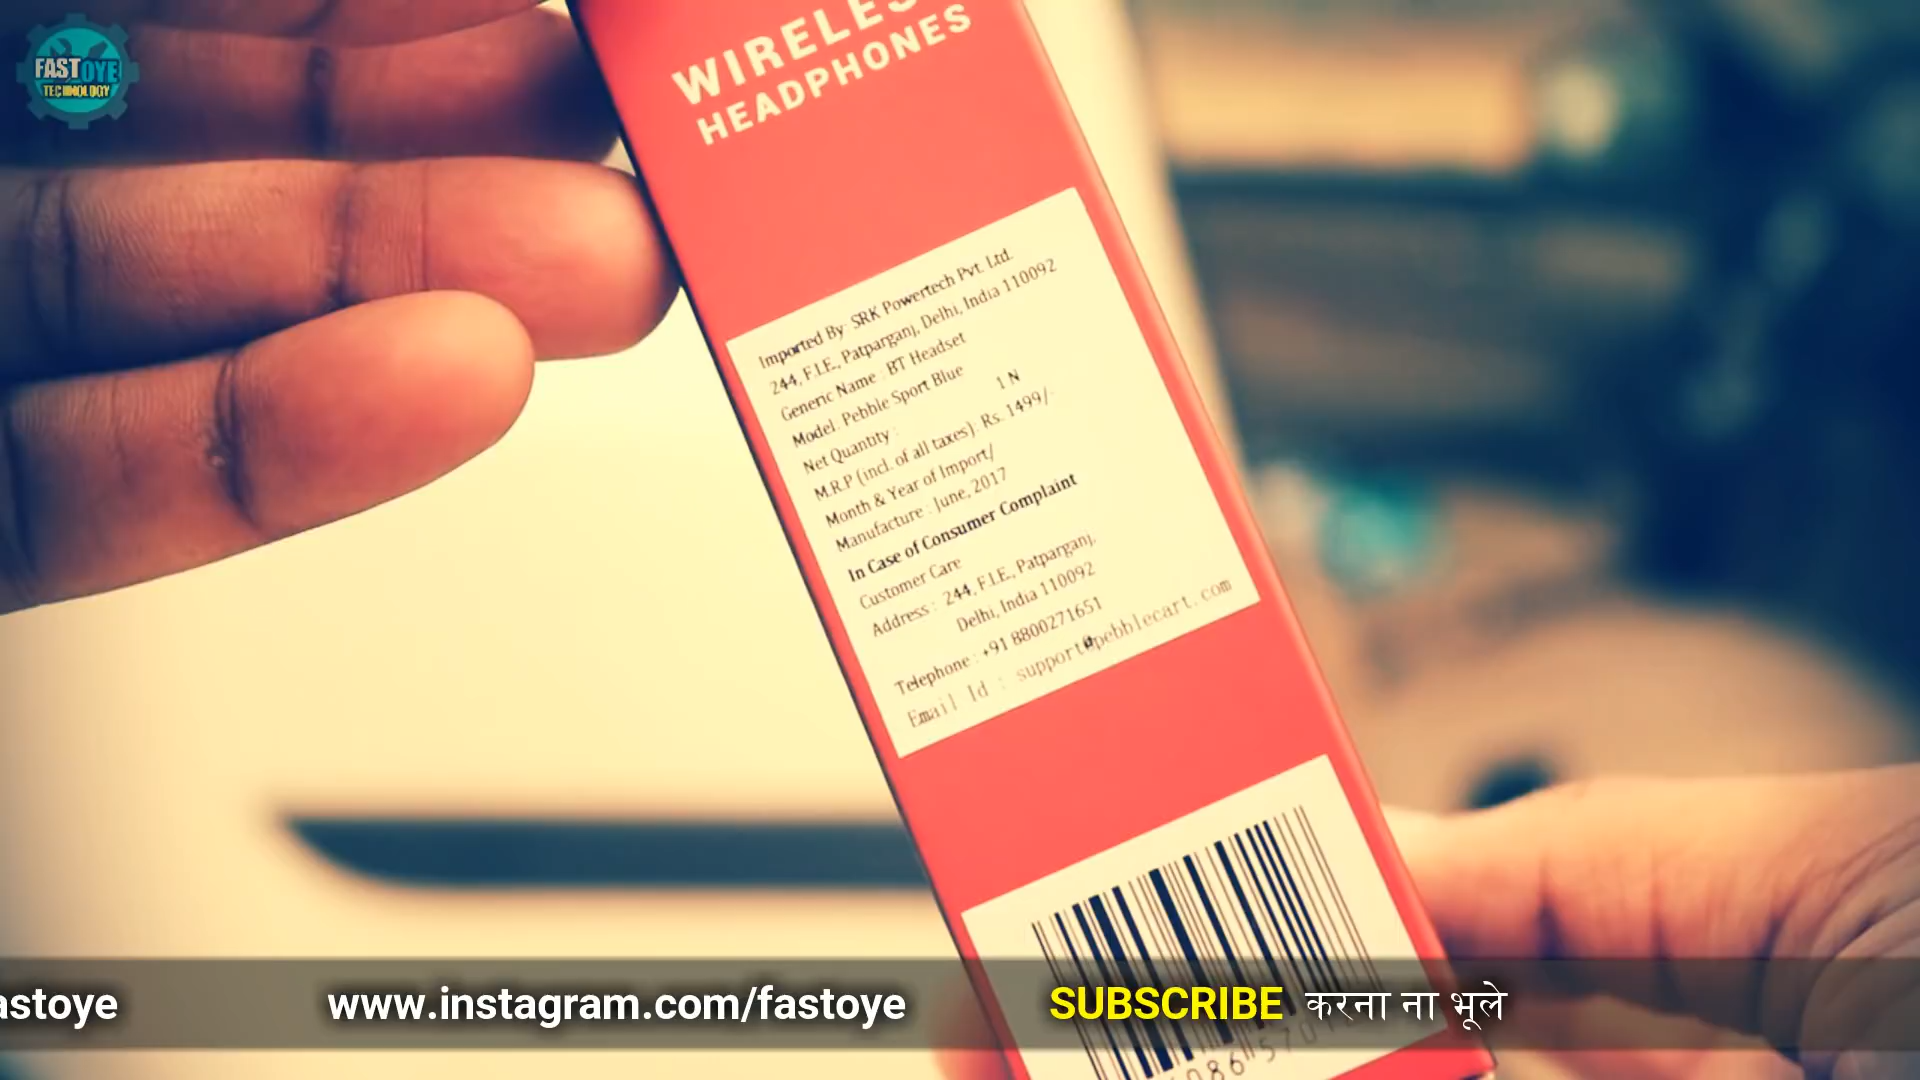 FAST OYE
TECHNOLOGY
WIRELESS
HEADPHONES
Imported By: SRK Powertech Pvt. Ltd.
244, F.I.E., Patparganj, Delhi, India 110092
Generic Name : BT Headset
Model: Pebble Sport Blue
Net Quantity : 1 N
M.R.P (incl. of all taxes): Rs. 1499/-
Month & Year of Import/
Manufacture : June, 2017
In Case of Consumer Complaint
Customer Care
Address : 244, F.I.E., Patparganj,
Delhi, India 110092
Telephone : +91 8800271651
Email Id : support@pebblecart.com
astoye www.instagram.com/fastoye SUBSCRIBE करना ना भूले